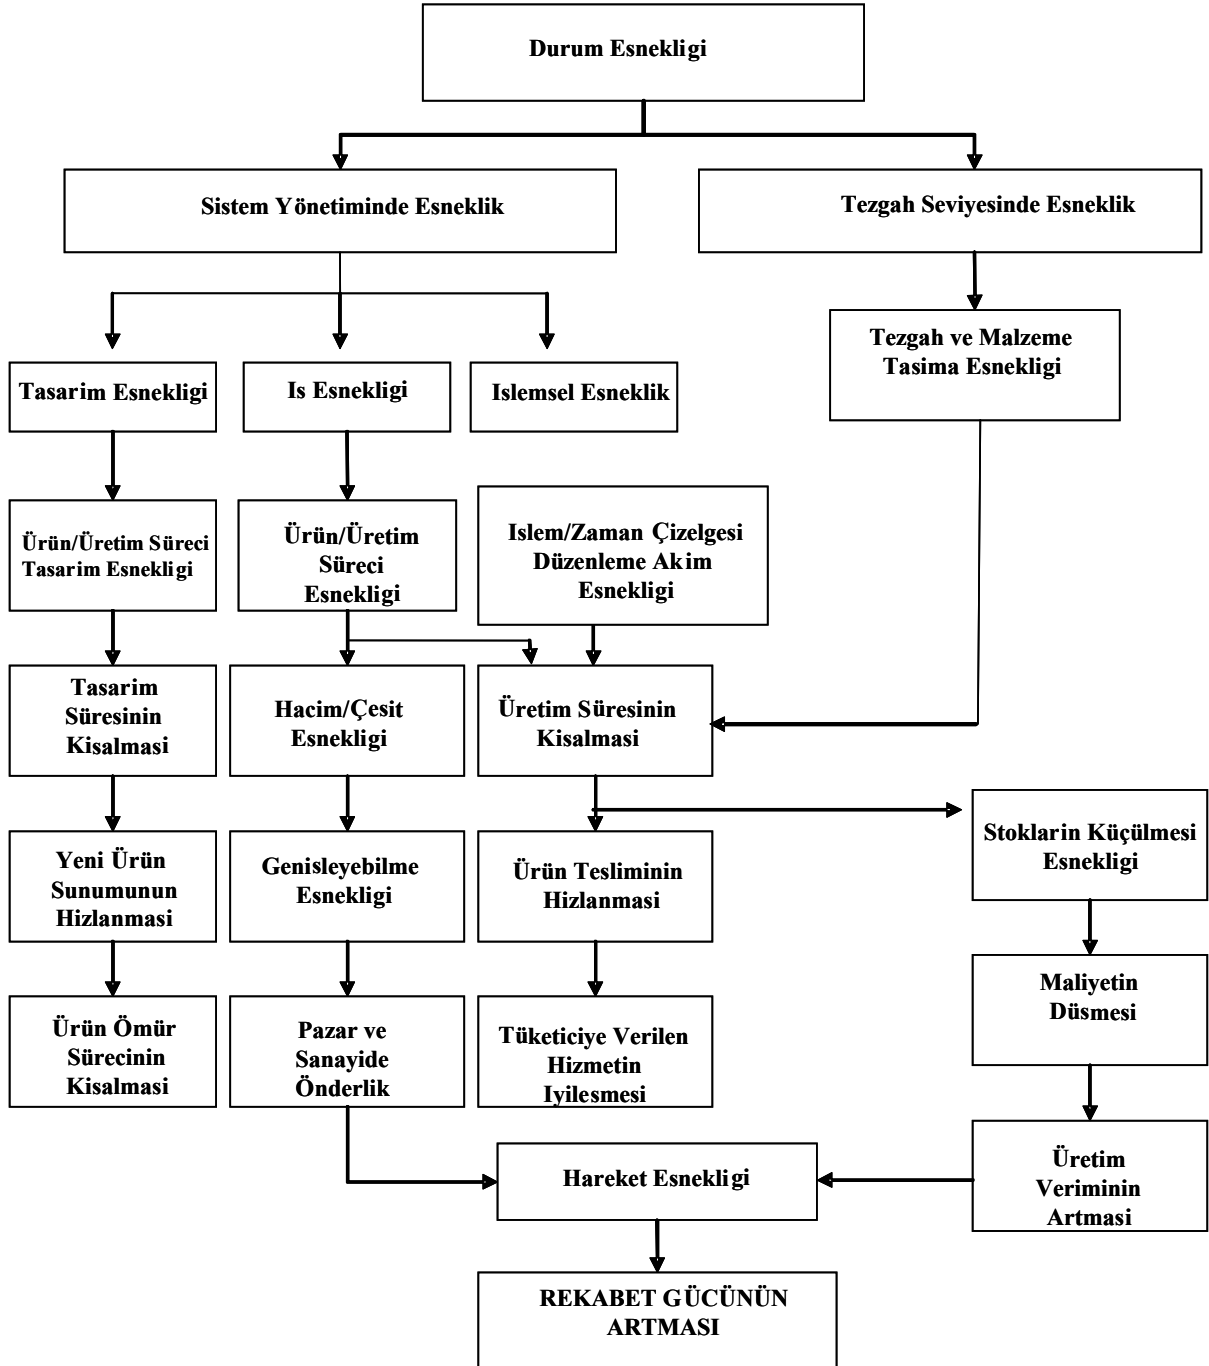 Durum Esnekligi
Sistem Yönetiminde Esneklik
Tezgah Seviyesinde Esneklik
Tezgah ve Malzeme
Tasima Esnekligi
Tasarim Esnekligi
Is Esnekligi
Islemsel Esneklik
Ürün/Üretim Süreci
Tasarim Esnekligi
Ürün/Üretim
Süreci
Esnekligi
Islem/Zaman Çizelgesi
Düzenleme Akim
Esnekligi
Tasarim
Süresinin
Kisalmasi
Hacim/Çesit
Esnekligi
Üretim Süresinin
Kisalmasi
Stoklarin Küçülmesi
Esnekligi
Yeni Ürün
Sunumunun
Hizlanmasi
Genisleyebilme
Esnekligi
Ürün Tesliminin
Hizlanmasi
Maliyetin
Düsmesi
Ürün Ömür
Sürecinin
Kisalmasi
Pazar ve
Sanayide
Önderlik
Tüketiciye Verilen
Hizmetin
Iyilesmesi
Üretim
Veriminin
Artmasi
Hareket Esnekligi
REKABET GÜCÜNÜN
ARTMASI